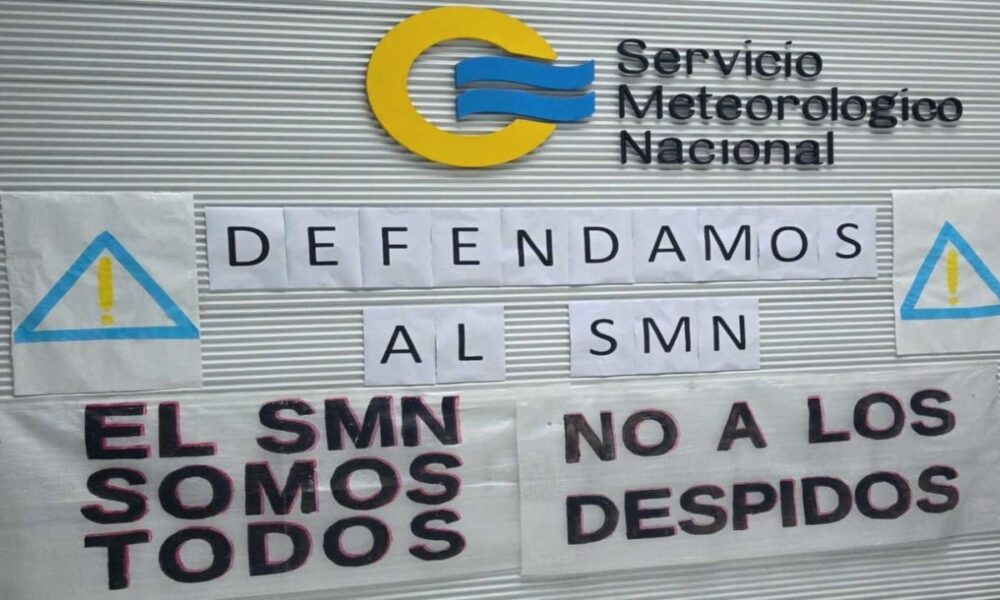 Servicio
Meteorologico
Nacional
DEFENDAMOS
AL SMN
EL SMN
SOMOS
TODOS
NO A LOS
DESPIDOS